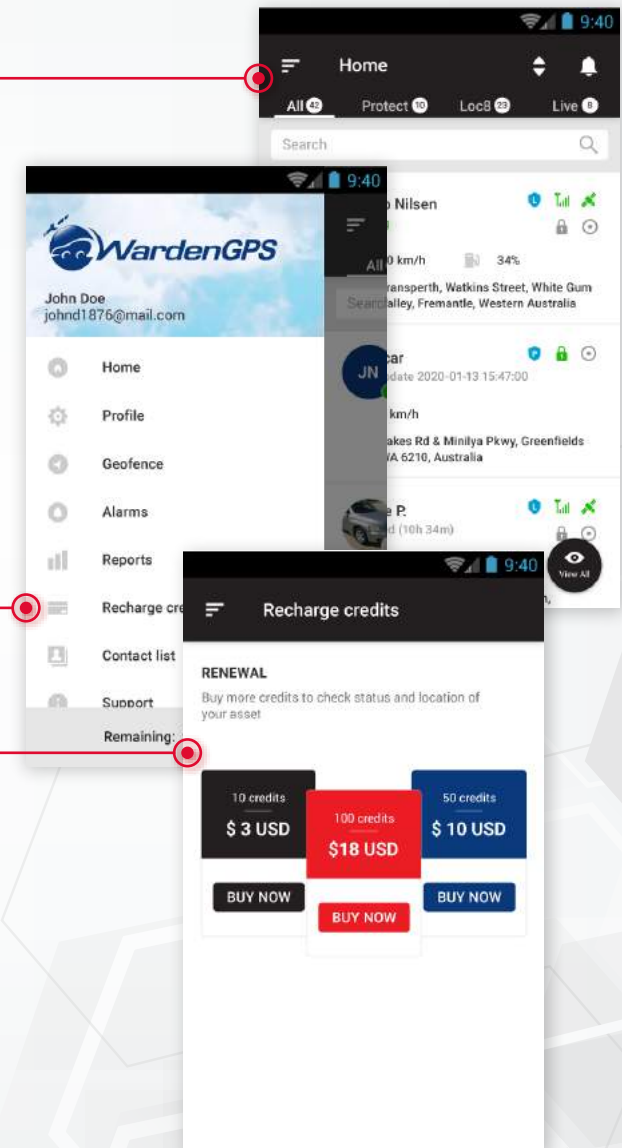 9:40
Home
All 42 Protect 10 Loc8 23 Live 8
Search
Nilsen
0 km/h 34%
ransperth, Watkins Street, White Gum
alley, Fremantle, Western Australia
JN
car
date 2020-01-13 15:47:00
km/h
akes Rd & Minilya Pkwy, Greenfields
A 6210, Australia
e P.
d (10h 34m)
View All
9:40
WardenGPS
John Doe
johnd1876@mail.com
All
Searc
Home
Profile
Geofence
Alarms
Reports
Recharge cre
Contact list
Support
Remaining:
9:40
Recharge credits
RENEWAL
Buy more credits to check status and location of
your asset
10 credits
$ 3 USD
BUY NOW
100 credits
$18 USD
BUY NOW
50 credits
$ 10 USD
BUY NOW